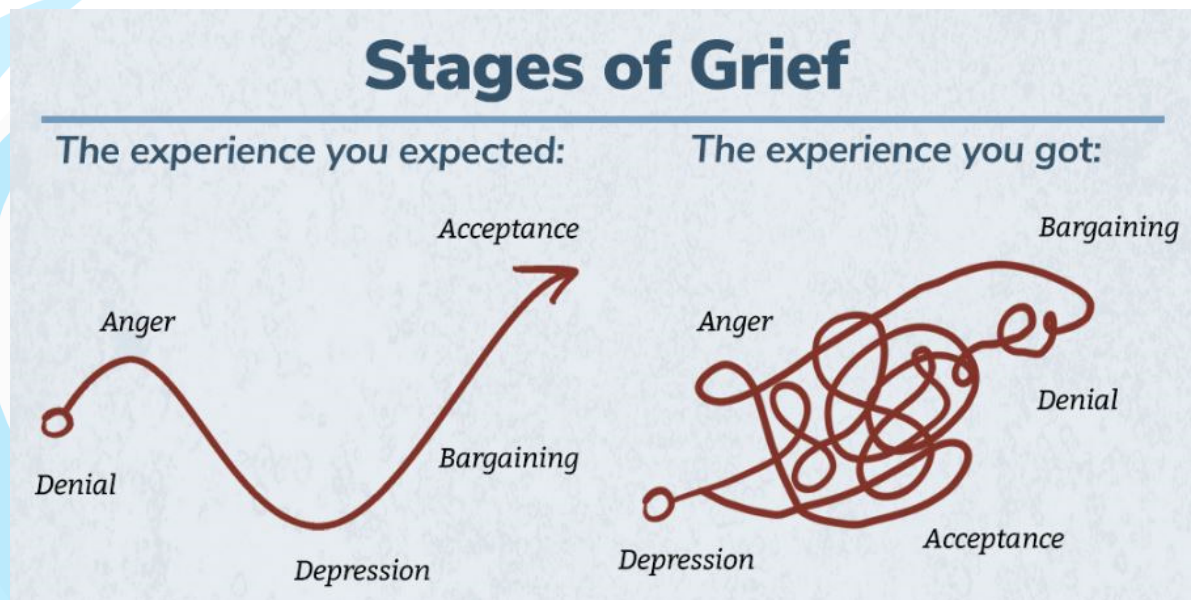 Stages of Grief
The experience you expected:
Acceptance
Anger
Bargaining
Denial
Depression
The experience you got:
Bargaining
Anger
Denial
Acceptance
Depression